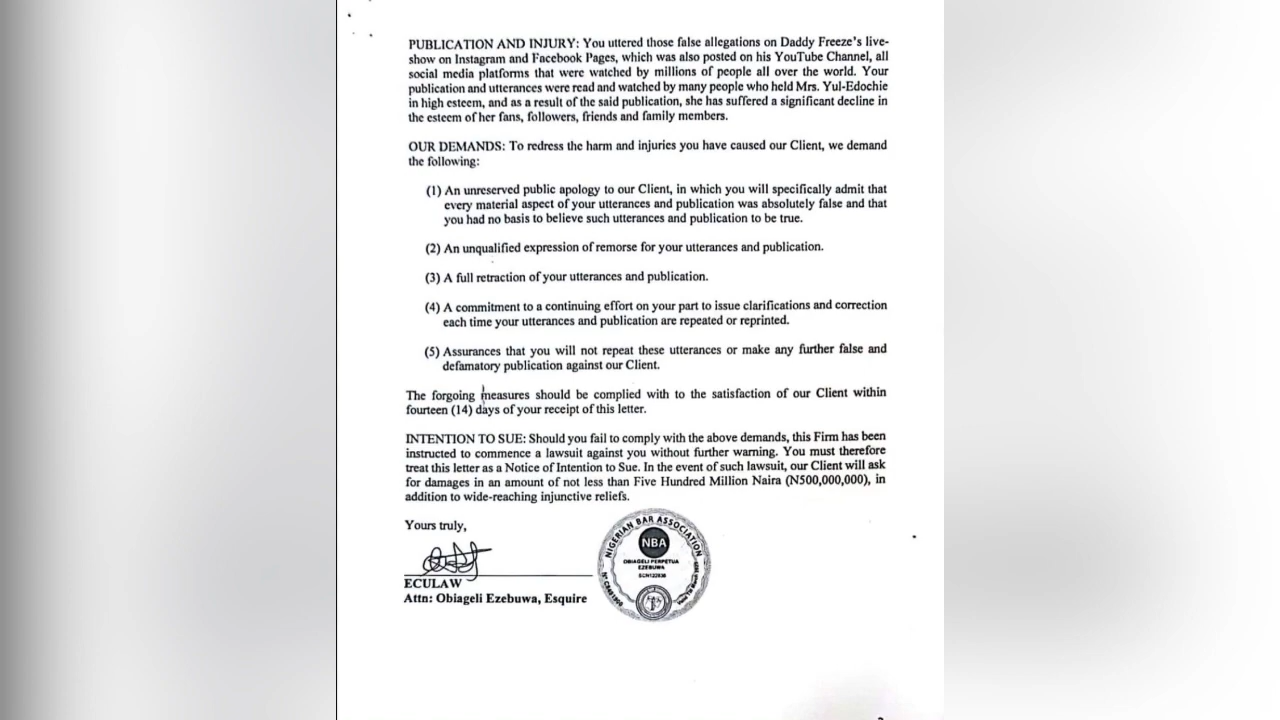 PUBLICATION AND INJURY: You uttered those false allegations on Daddy Freeze's live-
show on Instagram and Facebook Pages, which was also posted on his YouTube Channel, all
social media platforms that were watched by millions of people all over the world. Your
publication and utterances were read and watched by many people who held Mrs. Yul-Edochie
in high esteem, and as a result of the said publication, she has suffered a significant decline in
the esteem of her fans, followers, friends and family members.
OUR DEMANDS: To redress the harm and injuries you have caused our Client, we demand
the following:
(1) An unreserved public apology to our Client, in which you will specifically admit that
every material aspect of your utterances and publication was absolutely false and that
you had no basis to believe such utterances and publication to be true.
(2) An unqualified expression of remorse for your utterances and publication.
(3) A full retraction of your utterances and publication.
(4) A commitment to a continuing effort on your part to issue clarifications and correction
each time your utterances and publication are repeated or reprinted.
(5) Assurances that you will not repeat these utterances or make any further false and
defamatory publication against our Client.
The forgoing measures should be complied with to the satisfaction of our Client within
fourteen (14) days of your receipt of this letter.
INTENTION TO SUE: Should you fail to comply with the above demands, this Firm has been
instructed to commence a lawsuit against you without further warning. You must therefore
treat this letter as a Notice of Intention to Sue. In the event of such lawsuit, our Client will ask
for damages in an amount of not less than Five Hundred Million Naira (N500,000,000), in
addition to wide-reaching injunctive reliefs.
Yours truly,
ECULAW
Attn: Obiageli Ezebuwa, Esquire
NIGERIAN BAR ASSOCIATION
NBA
OBIAGELI PERPETUA
EZEBUWA